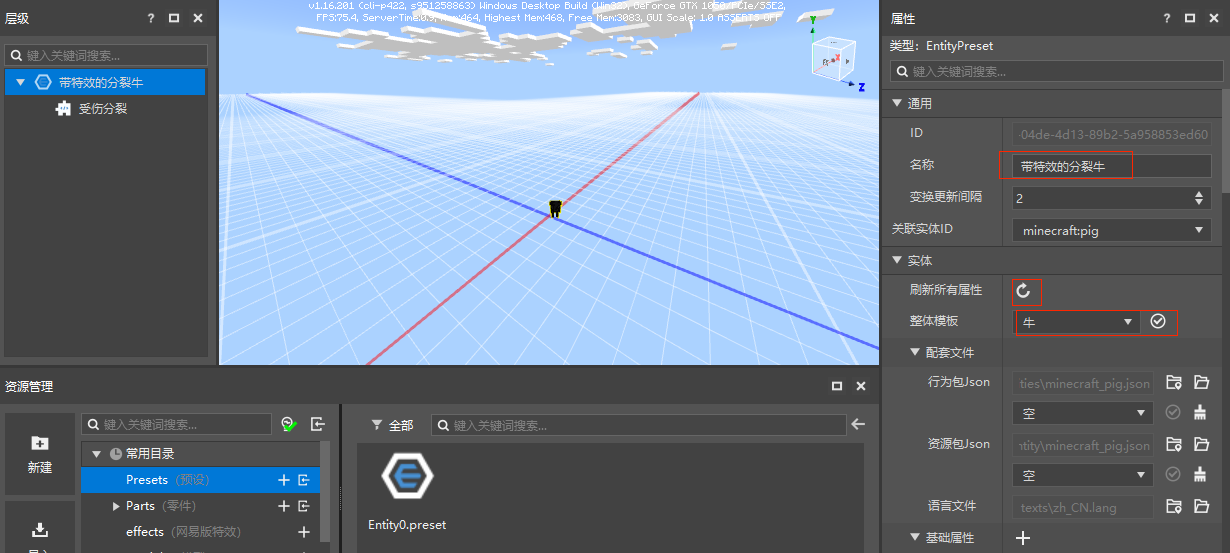 层级
?
键入关键词搜索...
带特效的分裂牛
受伤分裂
v1.16.201 (cli-p422, s951258863) Windows Desktop Build (Win32), GeForce GTX 1050/PCIe/SSE2,
FPS:75.4, ServerTime:0.9, Mem:464, Highest Mem:468, Free Mem:3083, GUI Scale: 1.0 ASSERTS OFF
Y
Z
属性
?
类型: EntityPreset
键入关键词搜索...
通用
ID
-04de-4d13-89b2-5a958853ed60
名称
带特效的分裂牛
变换更新间隔
2
关联实体ID
minecraft:pig
实体
刷新所有属性
整体模板
牛
配套文件
行为包Json
ties\minecraft_pig.json
空
资源包Json
ntity\minecraft_pig.json
空
语言文件
texts\zh_CN.lang
基础属性
资源管理
新建
键入关键词搜索...
常用目录
Presets (预设)
Parts (零件)
effects (网易版特效)
全部
键入关键词搜索...
Entity0.preset